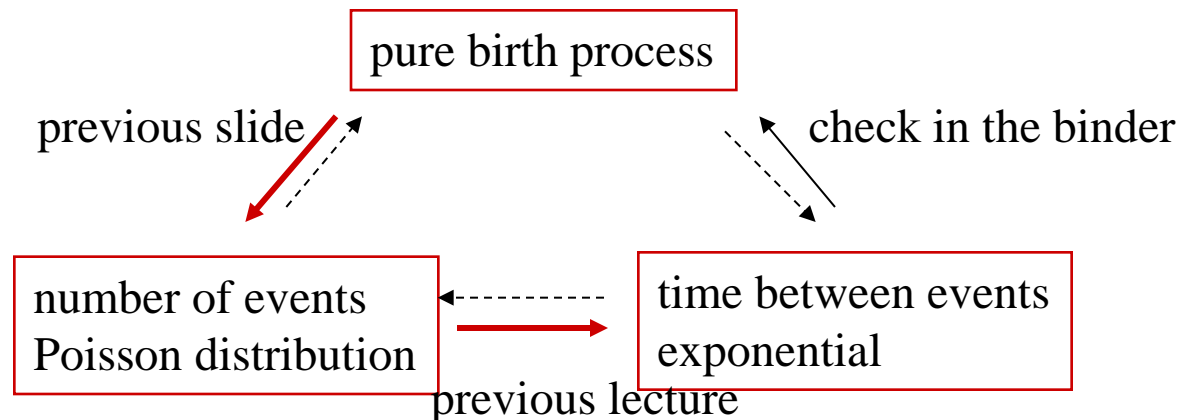 pure birth process
previous slide
check in the binder
number of events
Poisson distribution
time between events
exponential
previous lecture